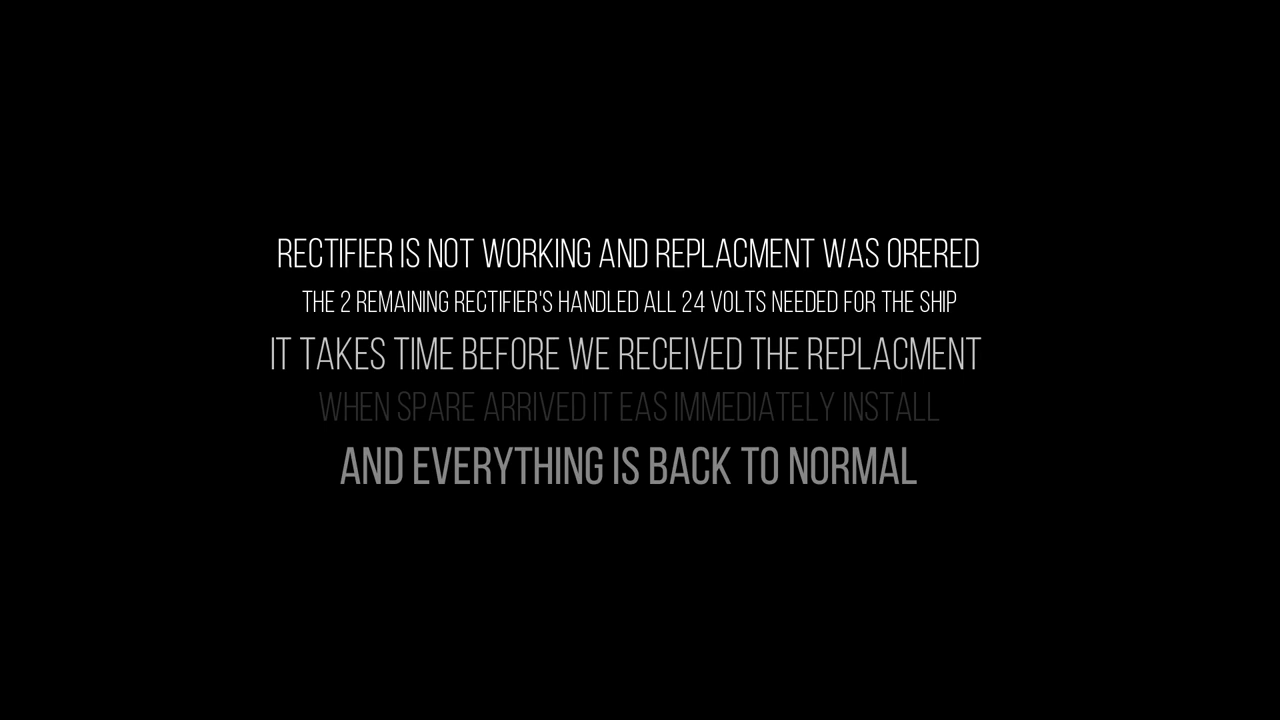 RECTIFIER IS NOT WORKING AND REPLACMENT WAS ORERED
THE 2 REMAINING RECTIFIER'S HANDLED ALL 24 VOLTS NEEDED FOR THE SHIP
IT TAKES TIME BEFORE WE RECEIVED THE REPLACMENT
WHEN SPARE ARRIVED IT EAS IMMEDIATELY INSTALL
AND EVERYTHING IS BACK TO NORMAL